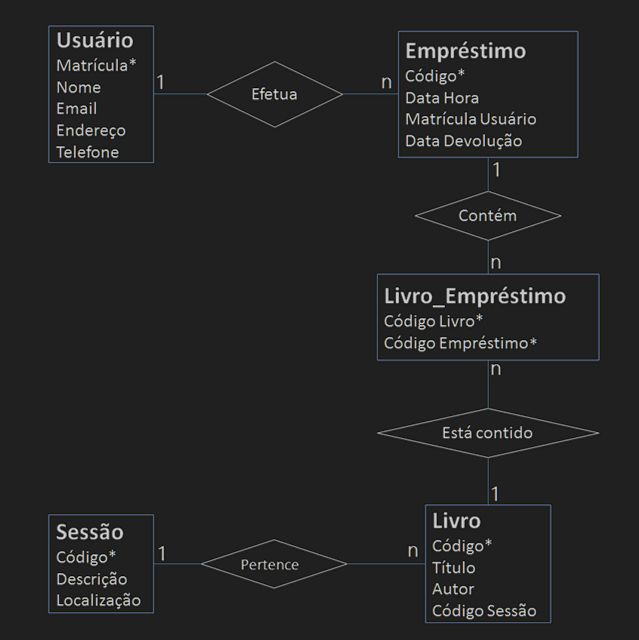 Usuário
Matrícula*
Nome
Email
Endereço
Telefone
1
Efetua
n
Empréstimo
Código*
Data Hora
Matrícula Usuário
Data Devolução
1
Contém
n
Livro_Empréstimo
Código Livro*
Código Empréstimo*
n
Está contido
1
Sessão
Código*
Descrição
Localização
1
Pertence
n
Livro
Código*
Título
Autor
Código Sessão